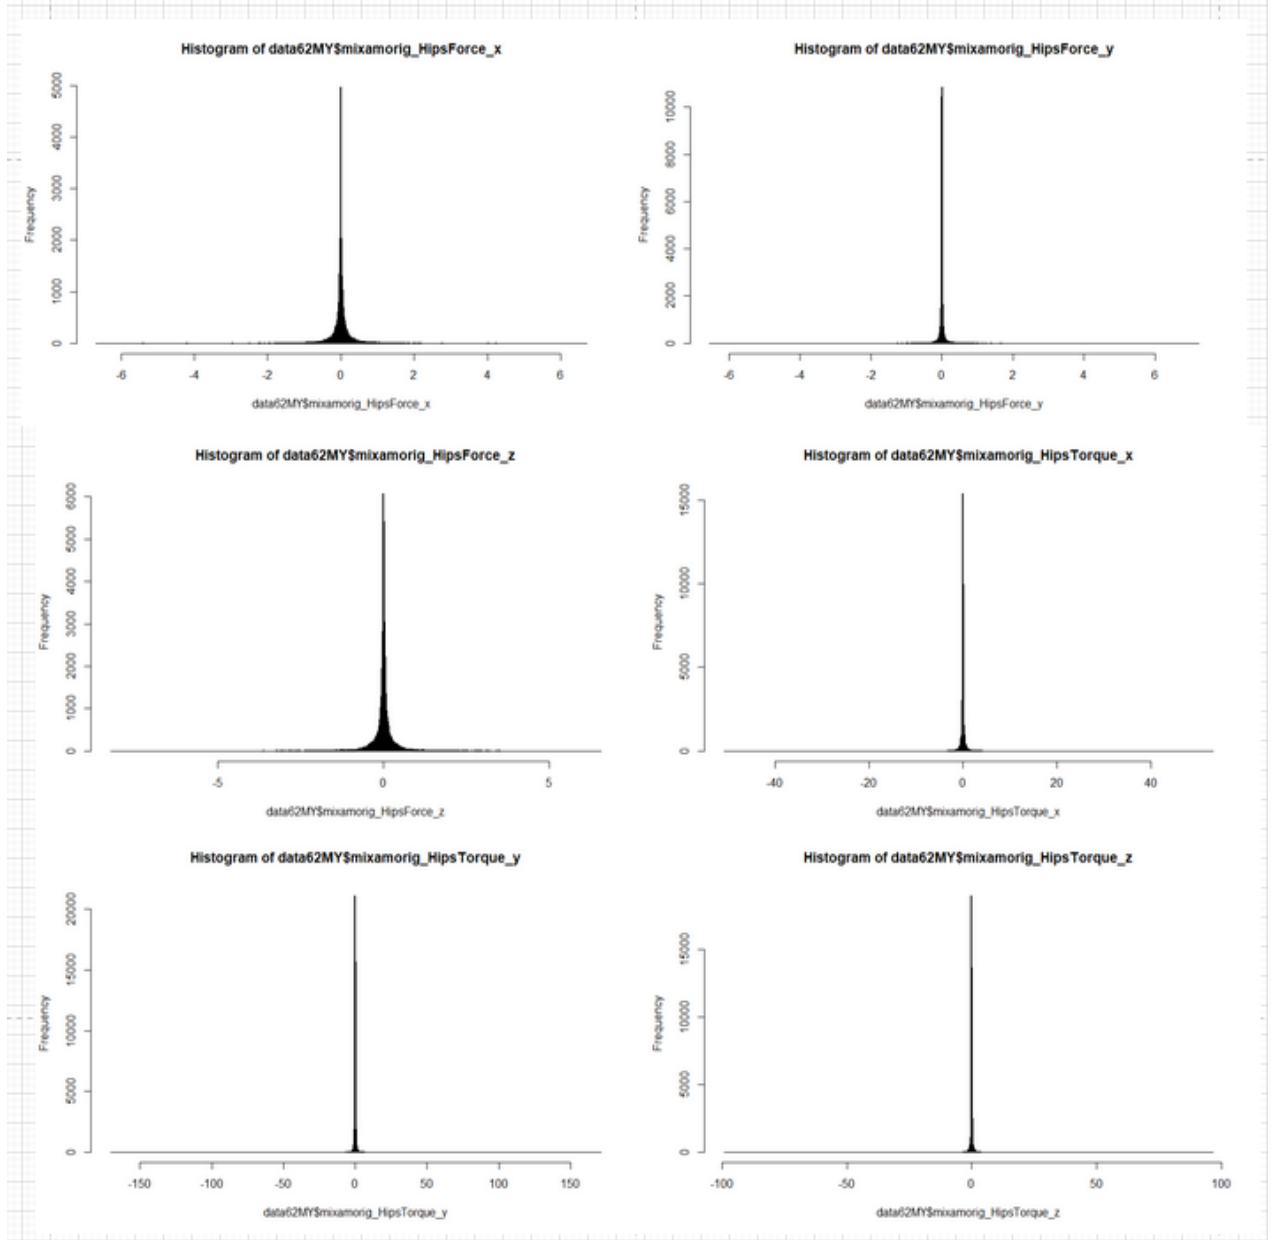 Histogram of data62MY$mixamorig_HipsForce_x
Frequency
0 1000 2000 3000 4000 5000
-6 -4 -2 0 2 4 6
data62MY$mixamorig_HipsForce_x
Histogram of data62MY$mixamorig_HipsForce_y
Frequency
0 2000 4000 6000 8000 10000
-6 -4 -2 0 2 4 6
data62MY$mixamorig_HipsForce_y
Histogram of data62MY$mixamorig_HipsForce_z
Frequency
0 1000 2000 3000 4000 5000 6000
-5 0 5
data62MY$mixamorig_HipsForce_z
Histogram of data62MY$mixamorig_HipsTorque_x
Frequency
0 5000 10000 15000
-40 -20 0 20 40
data62MY$mixamorig_HipsTorque_x
Histogram of data62MY$mixamorig_HipsTorque_y
Frequency
0 5000 10000 15000 20000
-150 -100 -50 0 50 100 150
data62MY$mixamorig_HipsTorque_y
Histogram of data62MY$mixamorig_HipsTorque_z
Frequency
0 5000 10000 15000
-100 -50 0 50 100
data62MY$mixamorig_HipsTorque_z